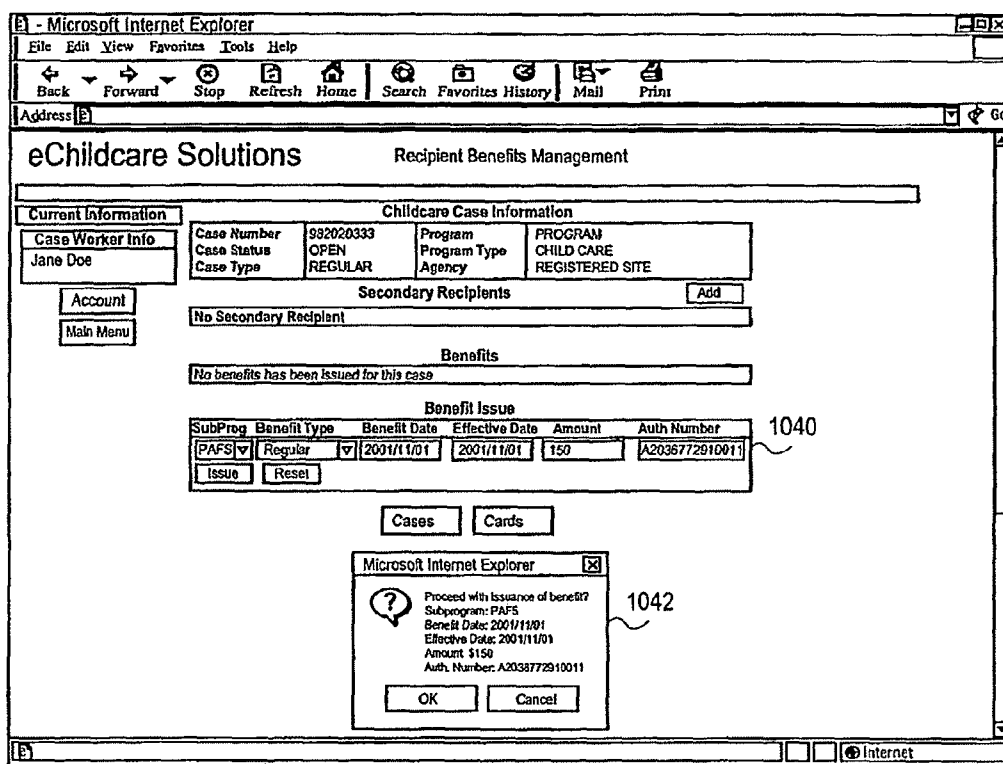 - Microsoft Internet Explorer
File Edit View Favorites Tools Help
Back Forward Stop Refresh Home Search Favorites History Mail Print
Address Go
eChildcare Solutions Recipient Benefits Management
Current Information
Case Worker Info
Jane Doe
Account
Main Menu
Childcare Case Information
Case Number 982020333 Program PROGRAM
Case Status OPEN Program Type CHILD CARE
Case Type REGULAR Agency REGISTERED SITE
Secondary Recipients Add
No Secondary Recipient
Benefits
No benefits has been issued for this case
Benefit Issue
SubProg Benefit Type Benefit Date Effective Date Amount Auth Number
PAFS Regular 2001/11/01 2001/11/01 150 A2036772910011
Issue Reset
1040
Cases Cards
Microsoft Internet Explorer
Proceed with Issuance of benefit?
Subprogram: PAFS
Benefit Date: 2001/11/01
Effective Date: 2001/11/01
Amount $150
Auth. Number: A2038772910011
OK Cancel
1042
Internet